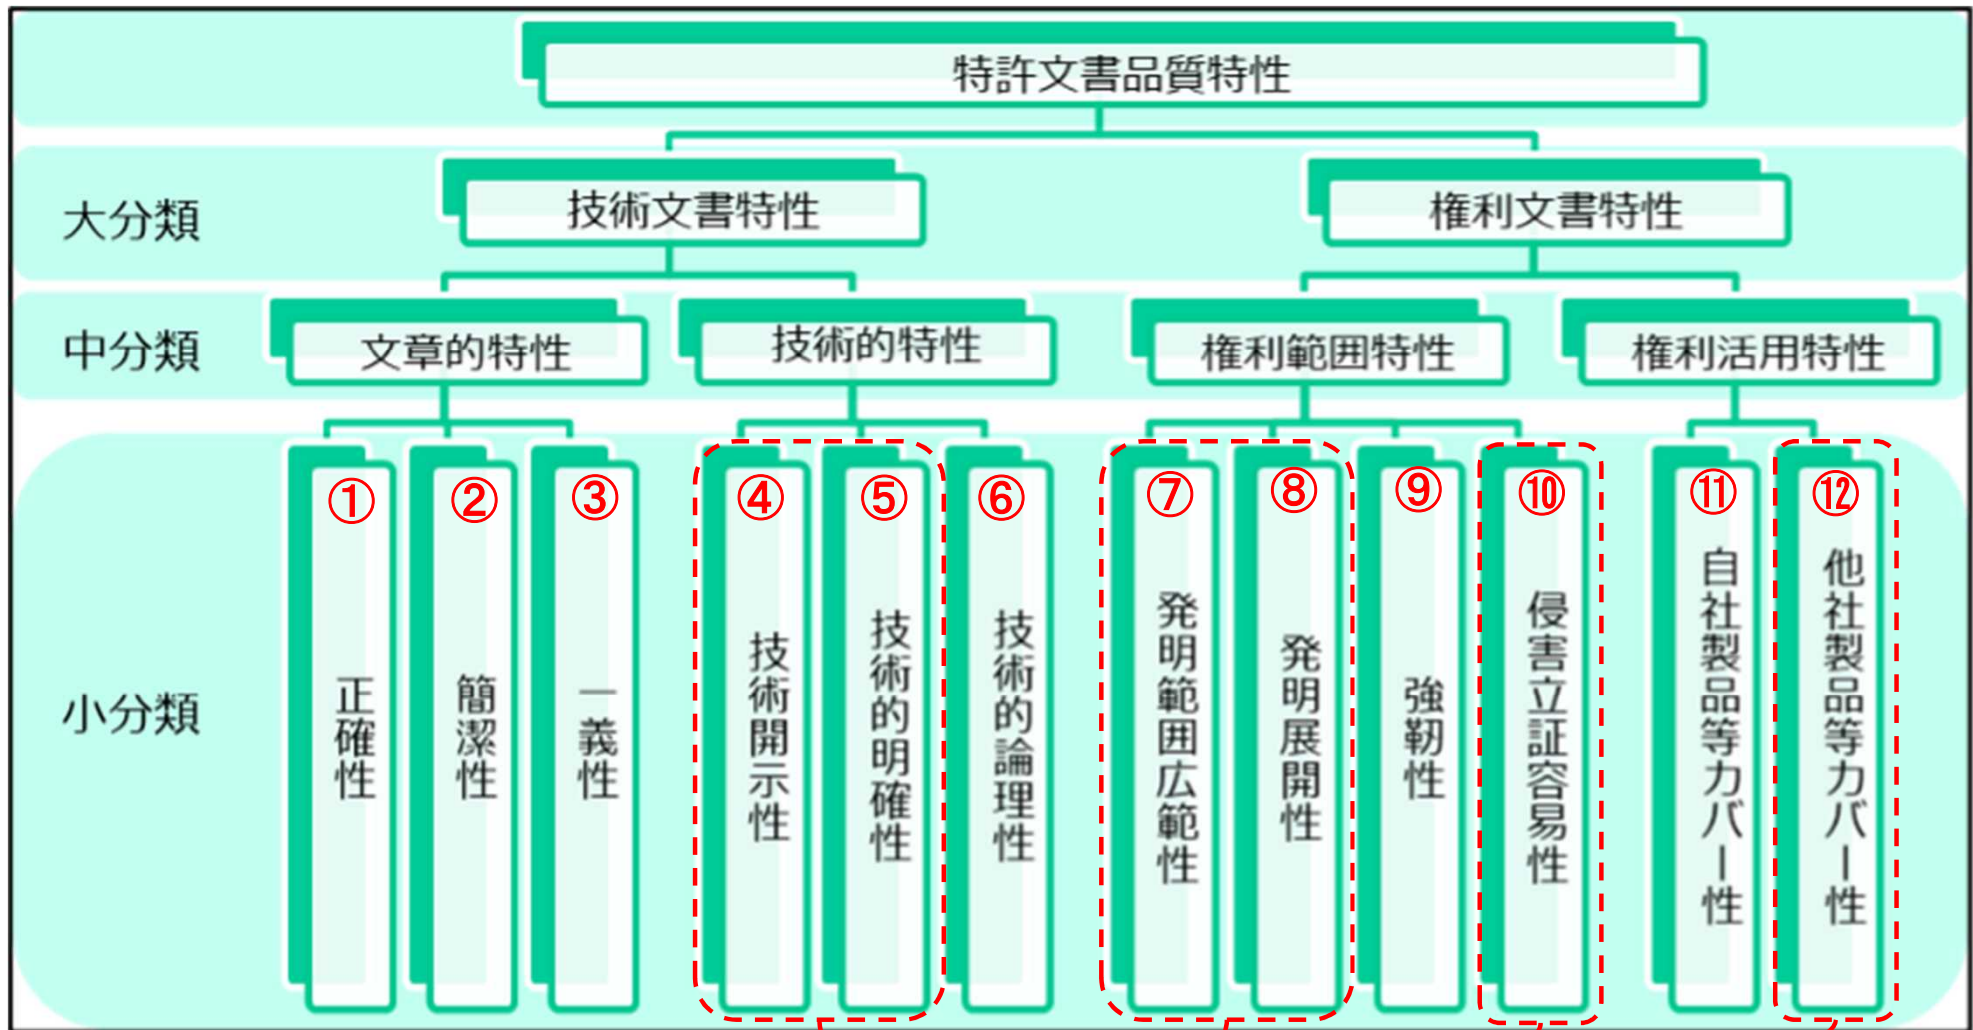 特許文書品質特性
大分類
技術文書特性
権利文書特性
中分類
文章的特性
技術的特性
権利範囲特性
権利活用特性
小分類
①
正確性
②
簡潔性
③
一義性
④
技術開示性
⑤
技術的明確性
⑥
技術的論理性
⑦
発明範囲広範性
⑧
発明展開性
⑨
強靭性
⑩
侵害立証容易性
⑪
自社製品等カバー性
⑫
他社製品等カバー性